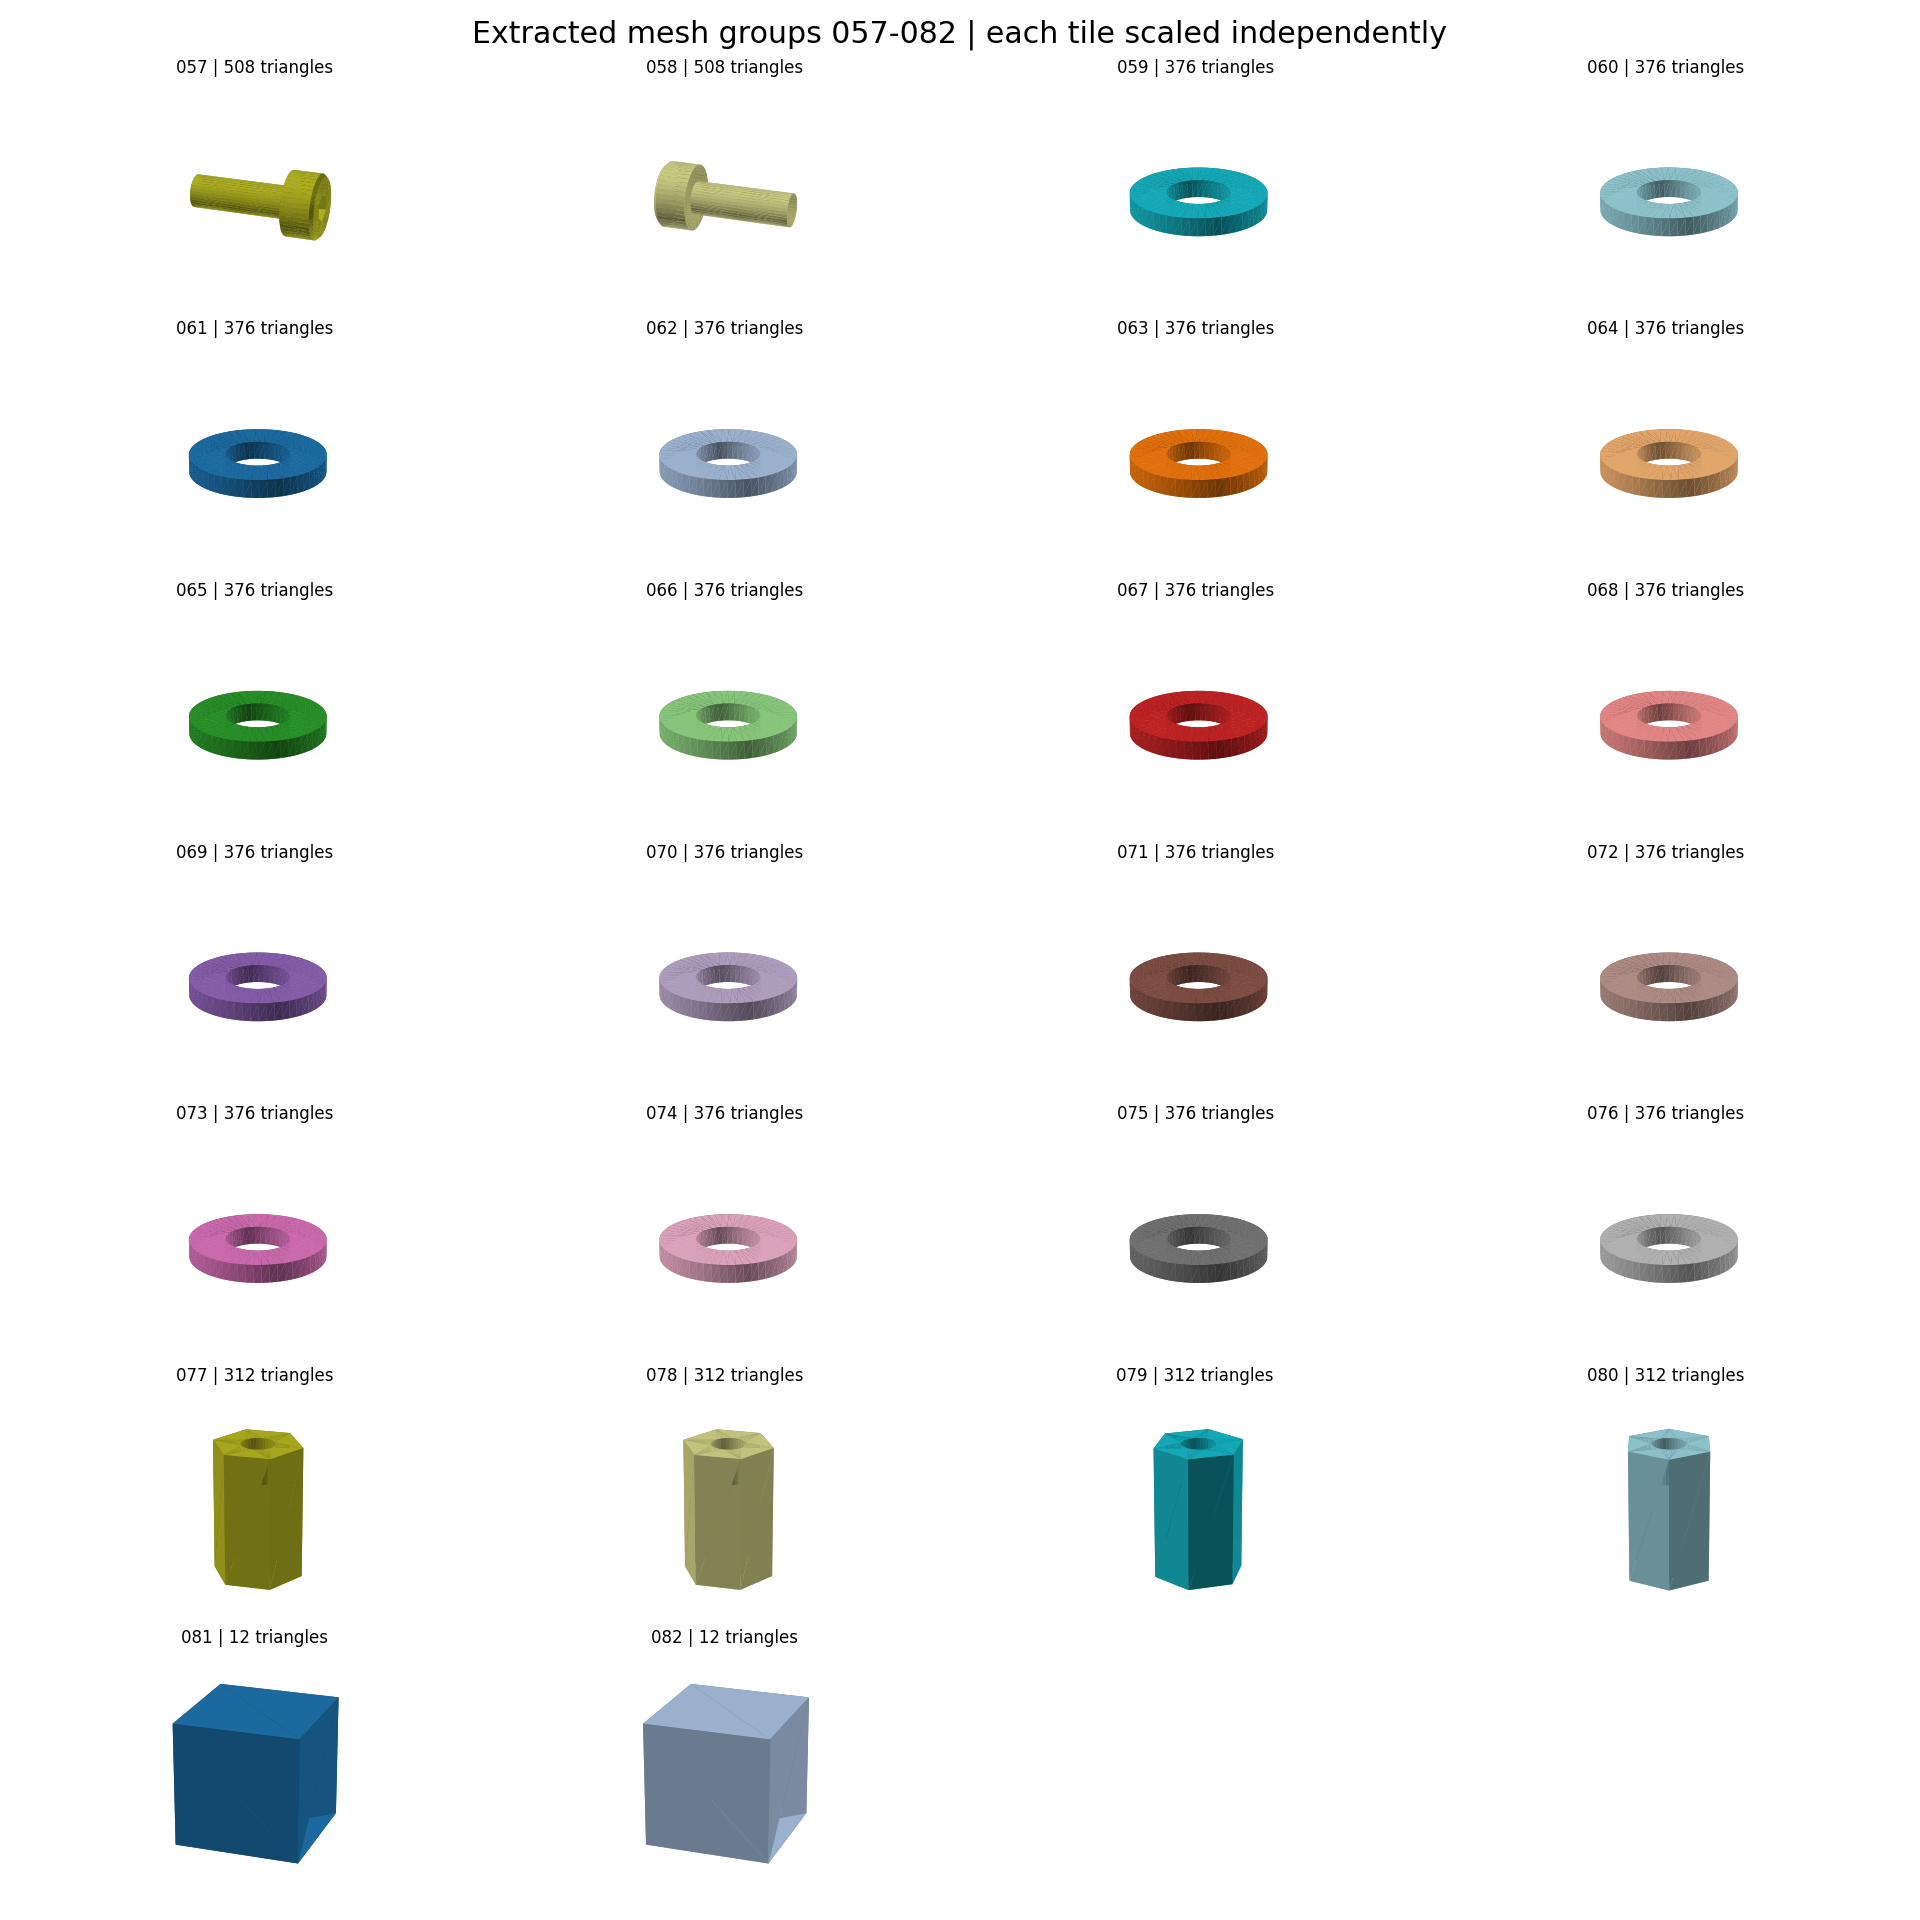 Extracted mesh groups 057-082 | each tile scaled independently
057 | 508 triangles
058 | 508 triangles
059 | 376 triangles
060 | 376 triangles
061 | 376 triangles
062 | 376 triangles
063 | 376 triangles
064 | 376 triangles
065 | 376 triangles
066 | 376 triangles
067 | 376 triangles
068 | 376 triangles
069 | 376 triangles
070 | 376 triangles
071 | 376 triangles
072 | 376 triangles
073 | 376 triangles
074 | 376 triangles
075 | 376 triangles
076 | 376 triangles
077 | 312 triangles
078 | 312 triangles
079 | 312 triangles
080 | 312 triangles
081 | 12 triangles
082 | 12 triangles